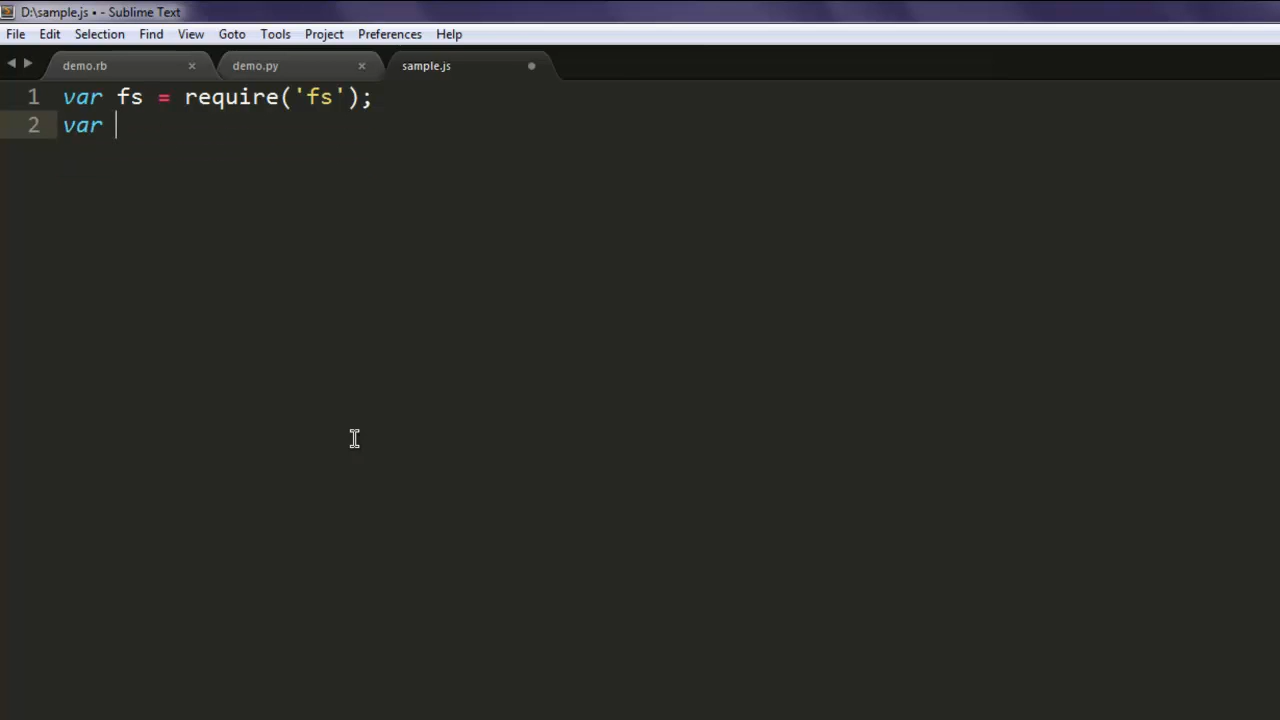 D:\sample.js • - Sublime Text
File Edit Selection Find View Goto Tools Project Preferences Help
demo.rb × demo.py × sample.js
1 var fs = require('fs');
2 var